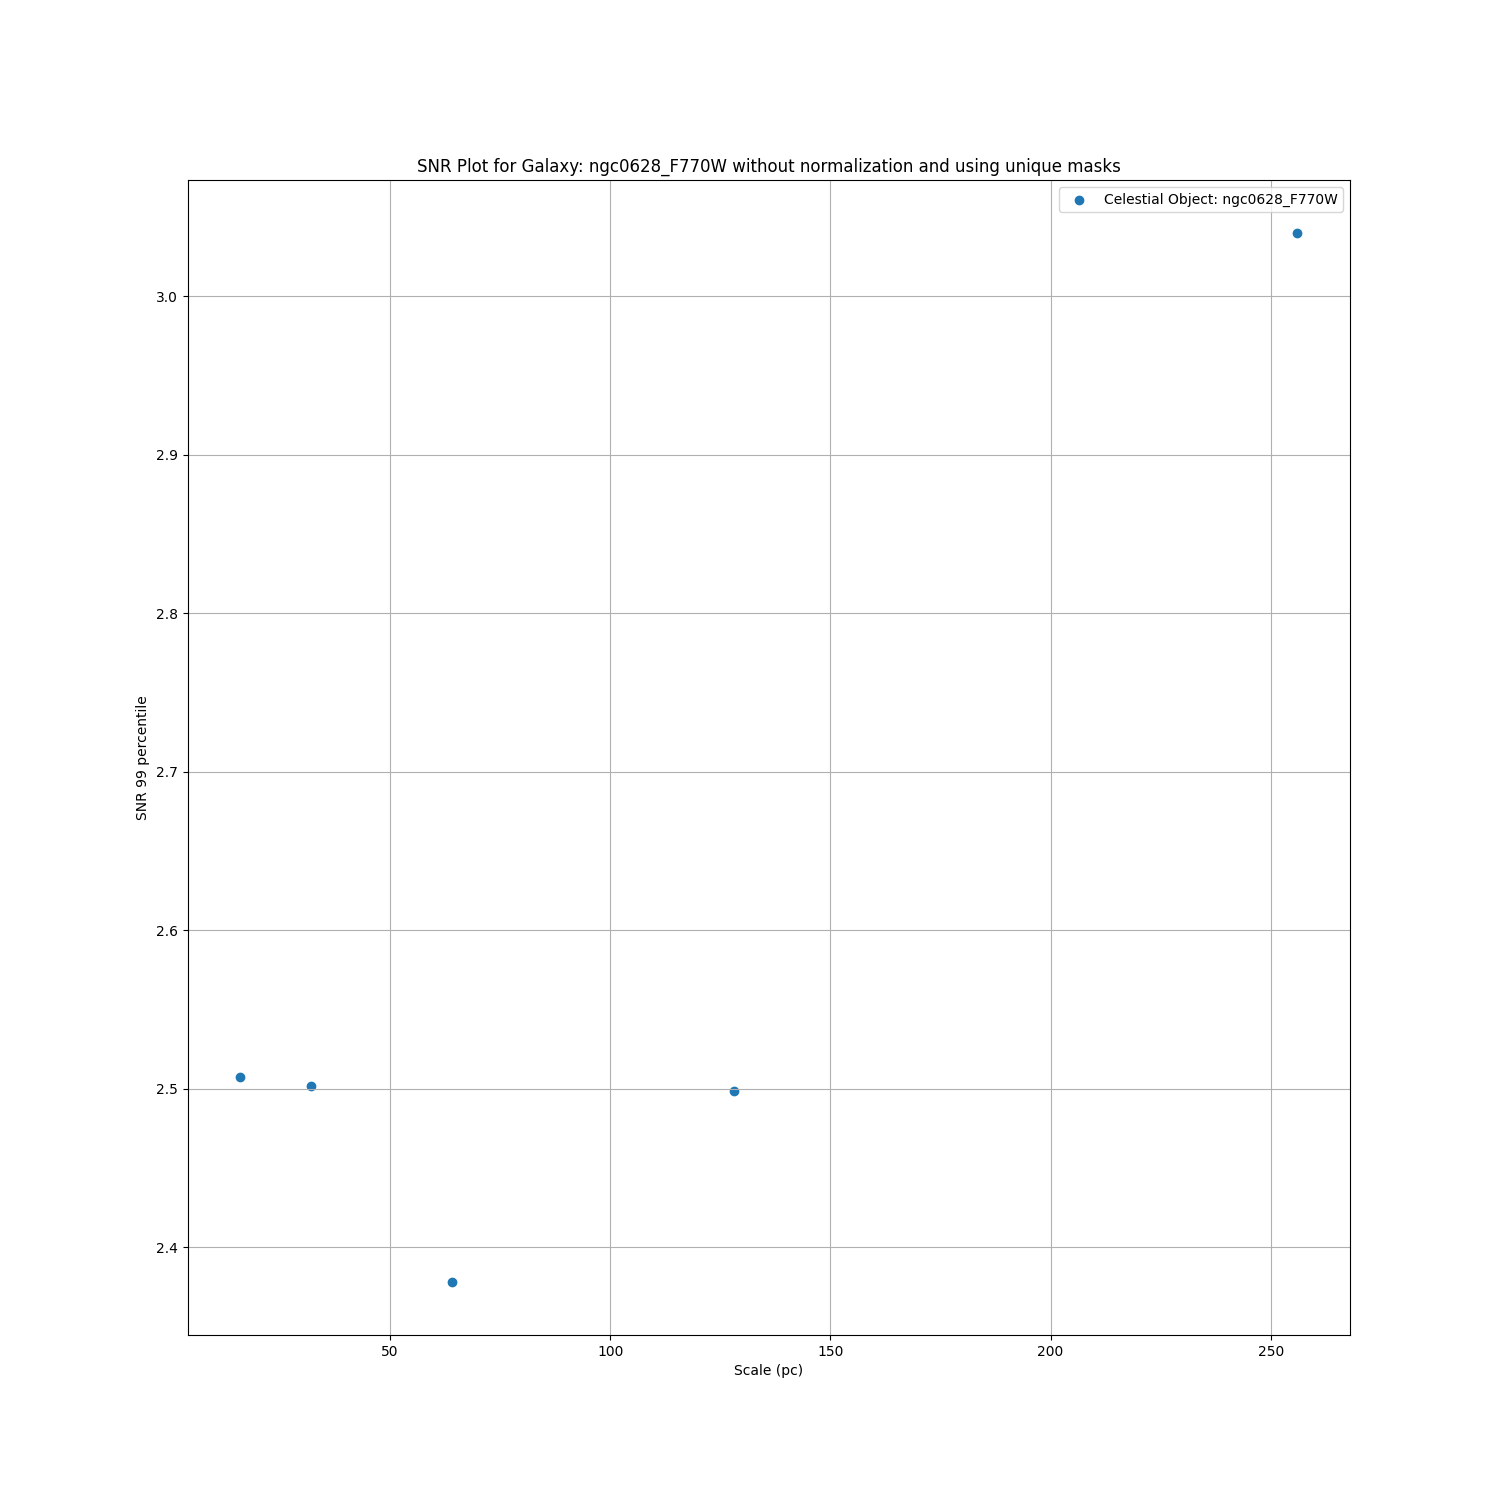 SNR Plot for Galaxy: ngc0628_F770W without normalization and using unique masks
Celestial Object: ngc0628_F770W
3.0
2.9
2.8
2.7
2.6
2.5
2.4
SNR 99 percentile
50 100 150 200 250
Scale (pc)